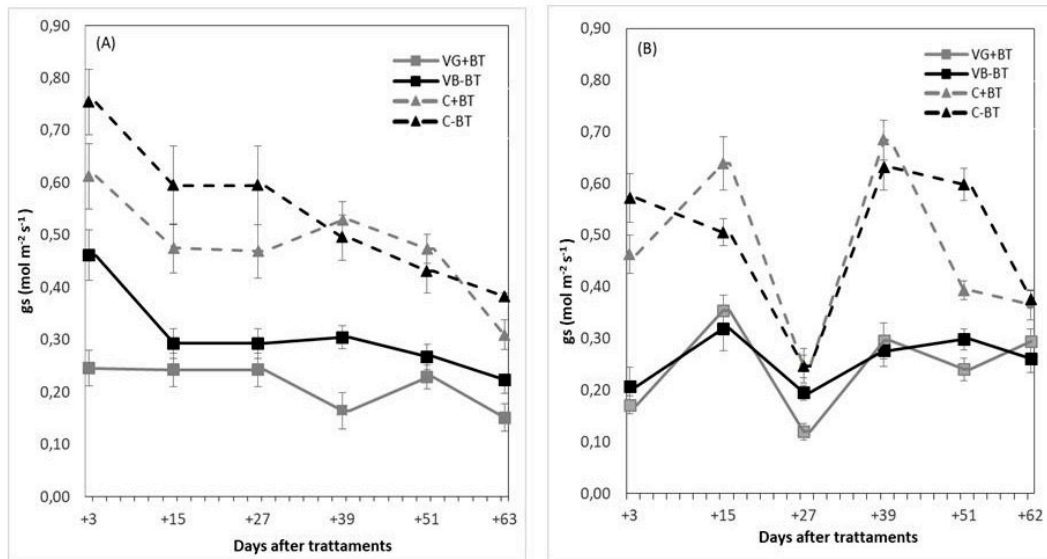 (A)
VG+BT
VB-BT
C+BT
C-BT
0,90
0,80
0,70
0,60
0,50
0,40
0,30
0,20
0,10
0,00
gs (mol m⁻² s⁻¹)
+3 +15 +27 +39 +51 +63
Days after trattaments
(B)
VG+BT
VB-BT
C+BT
C-BT
0,90
0,80
0,70
0,60
0,50
0,40
0,30
0,20
0,10
0,00
gs (mol m⁻² s⁻¹)
+3 +15 +27 +39 +51 +62
Days after trattaments